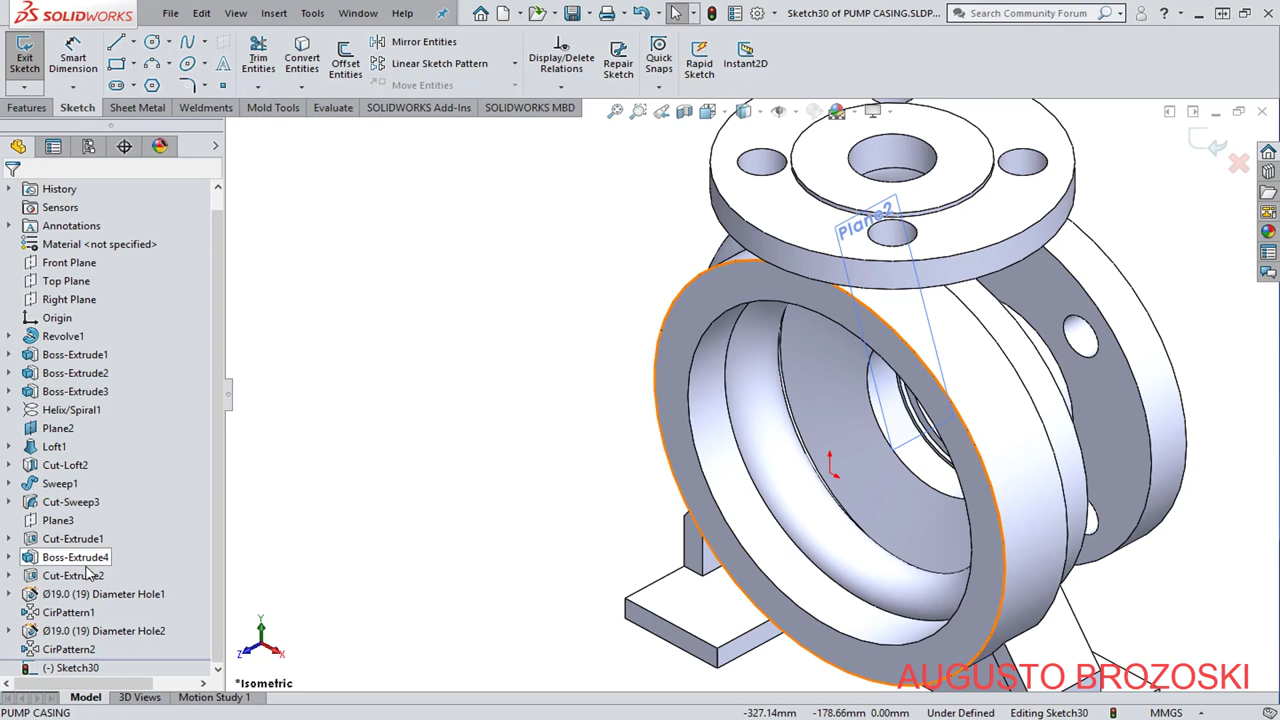 SOLIDWORKS
File Edit View Insert Tools Window Help
Sketch30 of PUMP CASING.SLDP...
Search Community Forum
Exit Sketch
Smart Dimension
Trim Entities
Convert Entities
Offset Entities
Mirror Entities
Linear Sketch Pattern
Move Entities
Display/Delete Relations
Repair Sketch
Quick Snaps
Rapid Sketch
Instant2D
Features Sketch Sheet Metal Weldments Mold Tools Evaluate SOLIDWORKS Add-Ins SOLIDWORKS MBD
History
Sensors
Annotations
Material <not specified>
Front Plane
Top Plane
Right Plane
Origin
Revolve1
Boss-Extrude1
Boss-Extrude2
Boss-Extrude3
Helix/Spiral1
Plane2
Loft1
Cut-Loft2
Sweep1
Cut-Sweep3
Plane3
Cut-Extrude1
Boss-Extrude4
Cut-Extrude2
Ø19.0 (19) Diameter Hole1
CirPattern1
Ø19.0 (19) Diameter Hole2
CirPattern2
(-) Sketch30
Plane2
Y
Z
X
*Isometric
AUGUSTO BROZOSKI
Model 3D Views Motion Study 1
PUMP CASING
-327.14mm -178.66mm 0.00mm Under Defined Editing Sketch30 MMGS